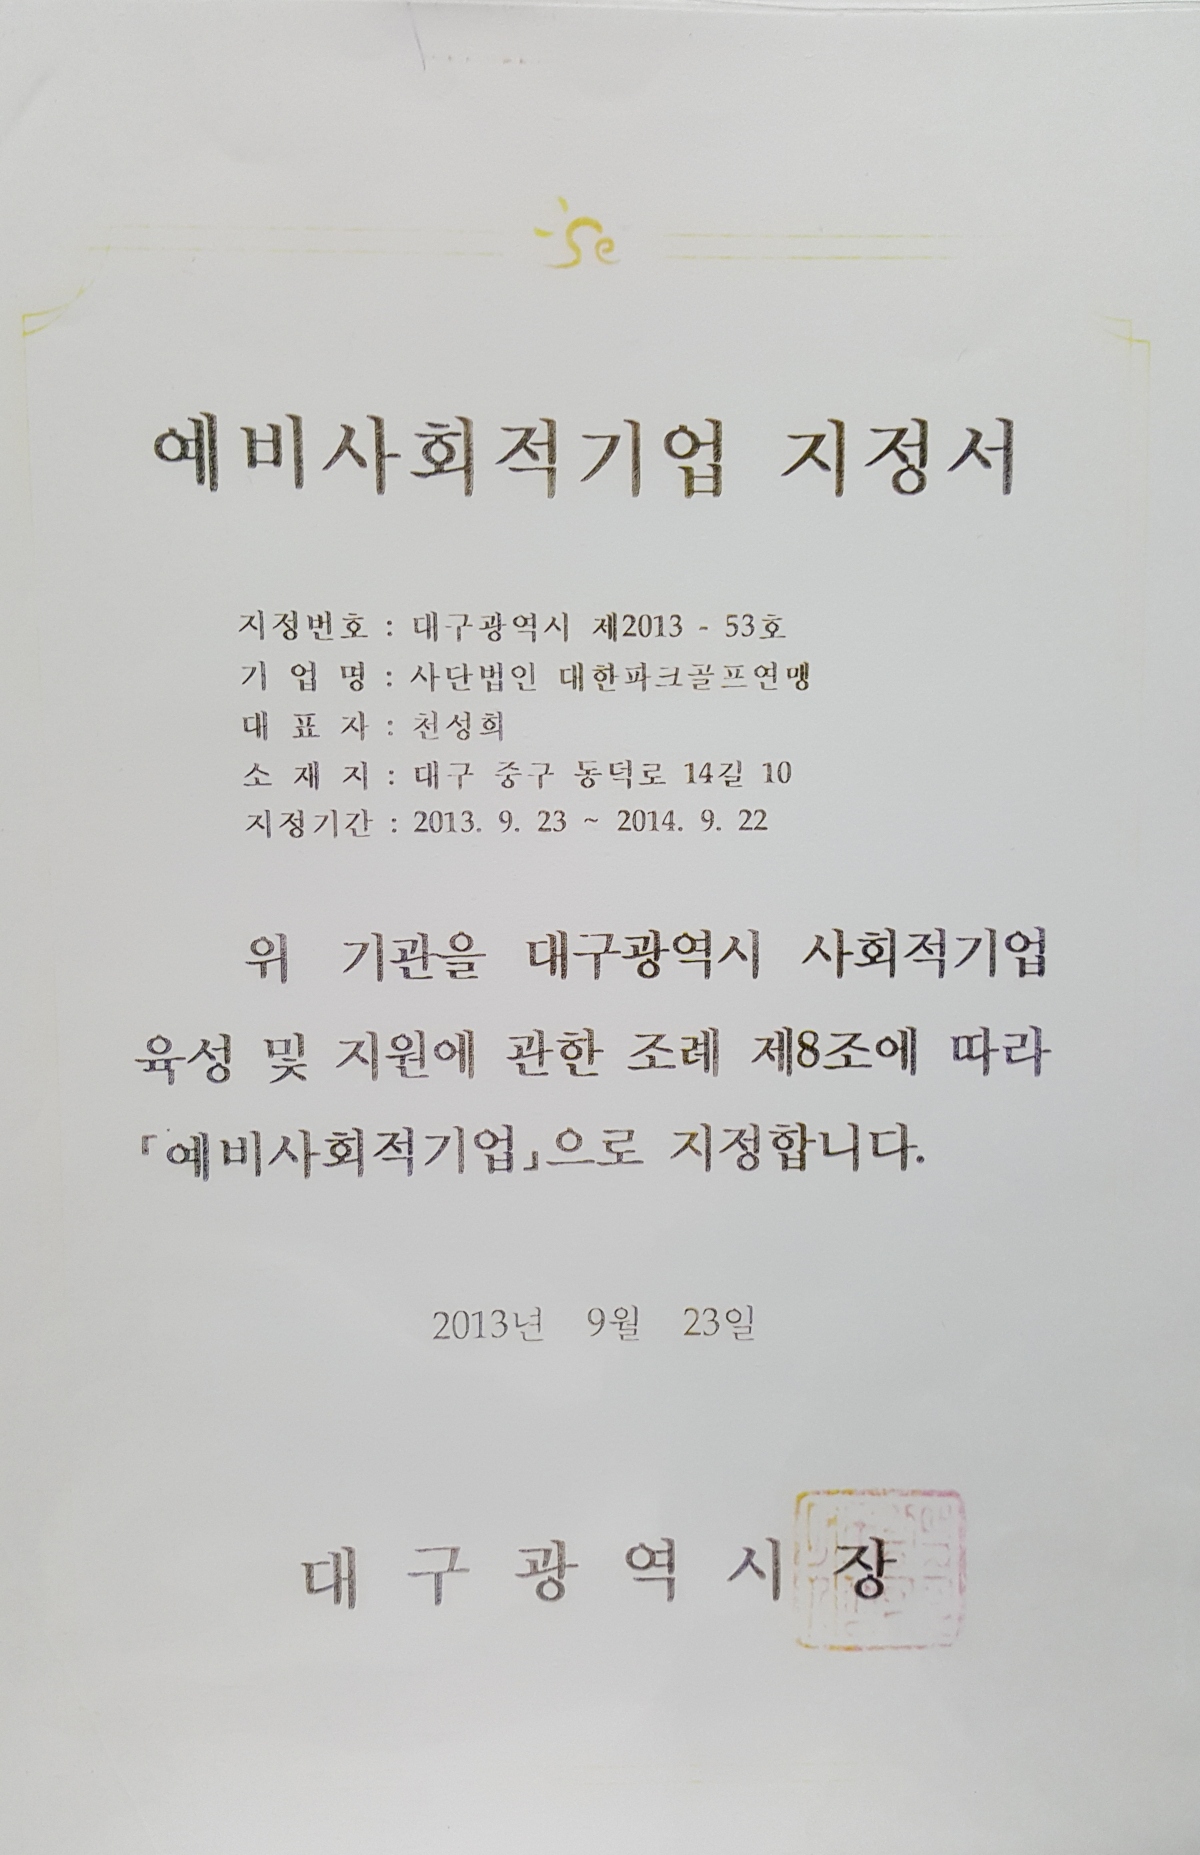 예비사회적기업 지정서
지정번호 : 대구광역시 제2013 - 53호
기 업 명 : 사단법인 대한파크골프연맹
대 표 자 : 천성희
소 재 지 : 대구 중구 동덕로 14길 10
지정기간 : 2013. 9. 23 ~ 2014. 9. 22
위 기관을 대구광역시 사회적기업
육성 및 지원에 관한 조례 제8조에 따라
「예비사회적기업」으로 지정합니다.
2013년 9월 23일
대 구 광 역 시 장